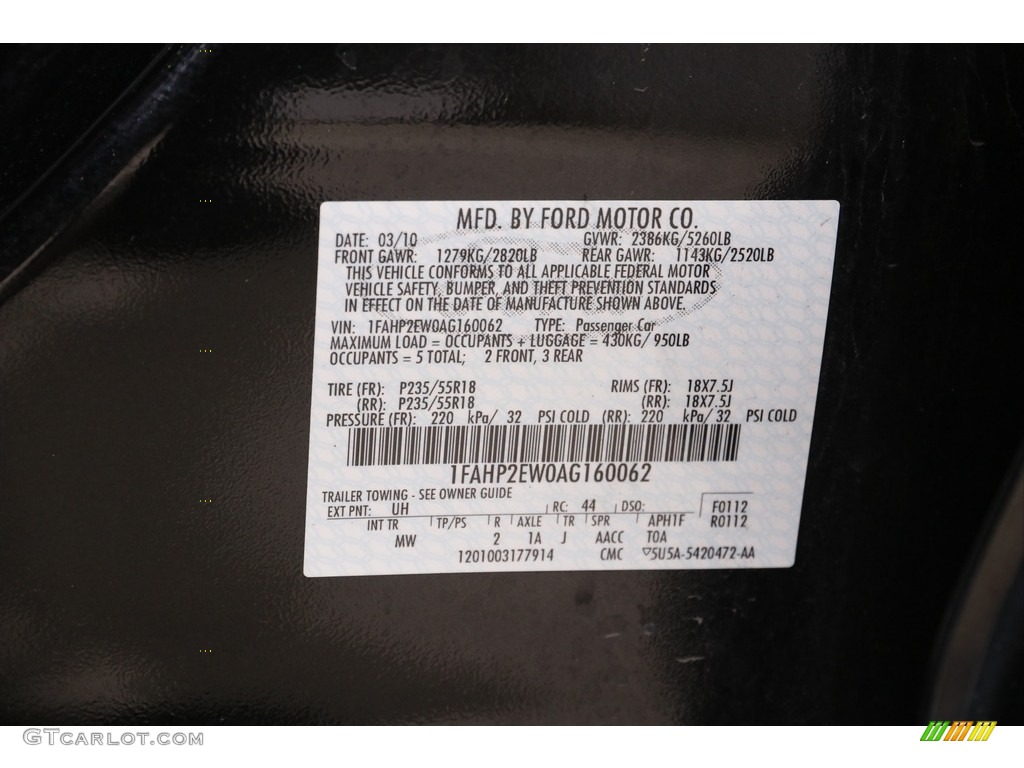 MFD. BY FORD MOTOR CO.
DATE: 03/10 GVWR: 2386KG/5260LB
FRONT GAWR: 1279KG/2820LB REAR GAWR: 1143KG/2520LB
THIS VEHICLE CONFORMS TO ALL APPLICABLE FEDERAL MOTOR
VEHICLE SAFETY, BUMPER, AND THEFT PREVENTION STANDARDS
IN EFFECT ON THE DATE OF MANUFACTURE SHOWN ABOVE.
VIN: 1FAHP2EW0AG160062 TYPE: Passenger Car
MAXIMUM LOAD = OCCUPANTS + LUGGAGE = 430KG/ 950LB
OCCUPANTS = 5 TOTAL; 2 FRONT, 3 REAR
TIRE (FR): P235/55R18 RIMS (FR): 18X7.5J
(RR): P235/55R18 (RR): 18X7.5J
PRESSURE (FR): 220 kPa/ 32 PSI COLD (RR): 220 kPa/ 32 PSI COLD
1FAHP2EW0AG160062
TRAILER TOWING - SEE OWNER GUIDE
EXT PNT: UH RC: 44 DSO: F0112
INT TR TP/PS R AXLE TR SPR APH1F R0112
MW 2 1A J AACC TOA
1201003177914 CMC 5U5A-5420472-AA
GTCARLOT.COM